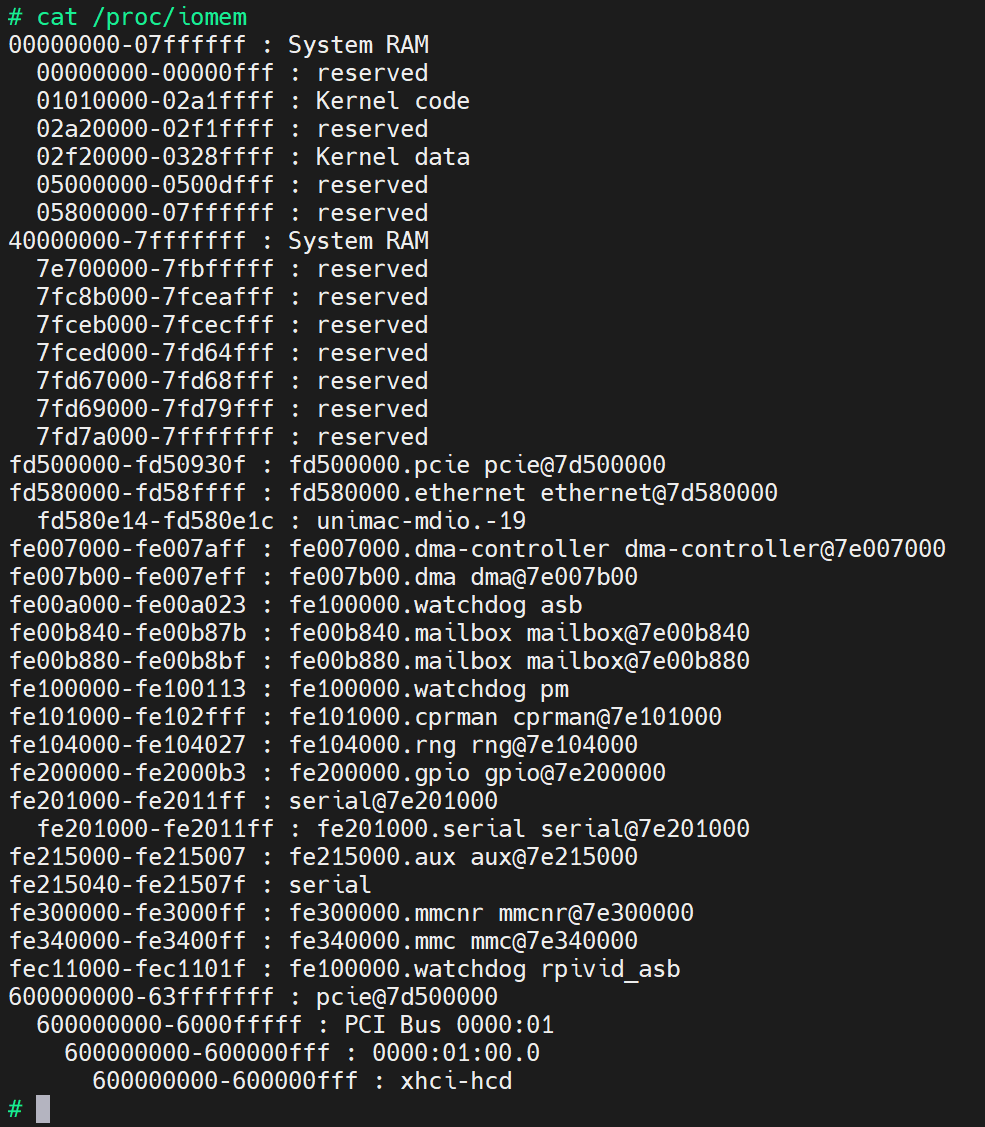 # cat /proc/iomem
00000000-07ffffff : System RAM
  00000000-00000fff : reserved
  01010000-02a1ffff : Kernel code
  02a20000-02f1ffff : reserved
  02f20000-0328ffff : Kernel data
  05000000-0500dfff : reserved
  05800000-07ffffff : reserved
40000000-7fffffff : System RAM
  7e700000-7fbfffff : reserved
  7fc8b000-7fceafff : reserved
  7fceb000-7fcecfff : reserved
  7fced000-7fd64fff : reserved
  7fd67000-7fd68fff : reserved
  7fd69000-7fd79fff : reserved
  7fd7a000-7fffffff : reserved
fd500000-fd50930f : fd500000.pcie pcie@7d500000
fd580000-fd58ffff : fd580000.ethernet ethernet@7d580000
  fd580e14-fd580e1c : unimac-mdio.-19
fe007000-fe007aff : fe007000.dma-controller dma-controller@7e007000
fe007b00-fe007eff : fe007b00.dma dma@7e007b00
fe00a000-fe00a023 : fe100000.watchdog asb
fe00b840-fe00b87b : fe00b840.mailbox mailbox@7e00b840
fe00b880-fe00b8bf : fe00b880.mailbox mailbox@7e00b880
fe100000-fe100113 : fe100000.watchdog pm
fe101000-fe102fff : fe101000.cprman cprman@7e101000
fe104000-fe104027 : fe104000.rng rng@7e104000
fe200000-fe2000b3 : fe200000.gpio gpio@7e200000
fe201000-fe2011ff : serial@7e201000
  fe201000-fe2011ff : fe201000.serial serial@7e201000
fe215000-fe215007 : fe215000.aux aux@7e215000
fe215040-fe21507f : serial
fe300000-fe3000ff : fe300000.mmcnr mmcnr@7e300000
fe340000-fe3400ff : fe340000.mmc mmc@7e340000
fec11000-fec1101f : fe100000.watchdog rpivid_asb
600000000-63fffffff : pcie@7d500000
  600000000-6000fffff : PCI Bus 0000:01
    600000000-600000fff : 0000:01:00.0
      600000000-600000fff : xhci-hcd
#